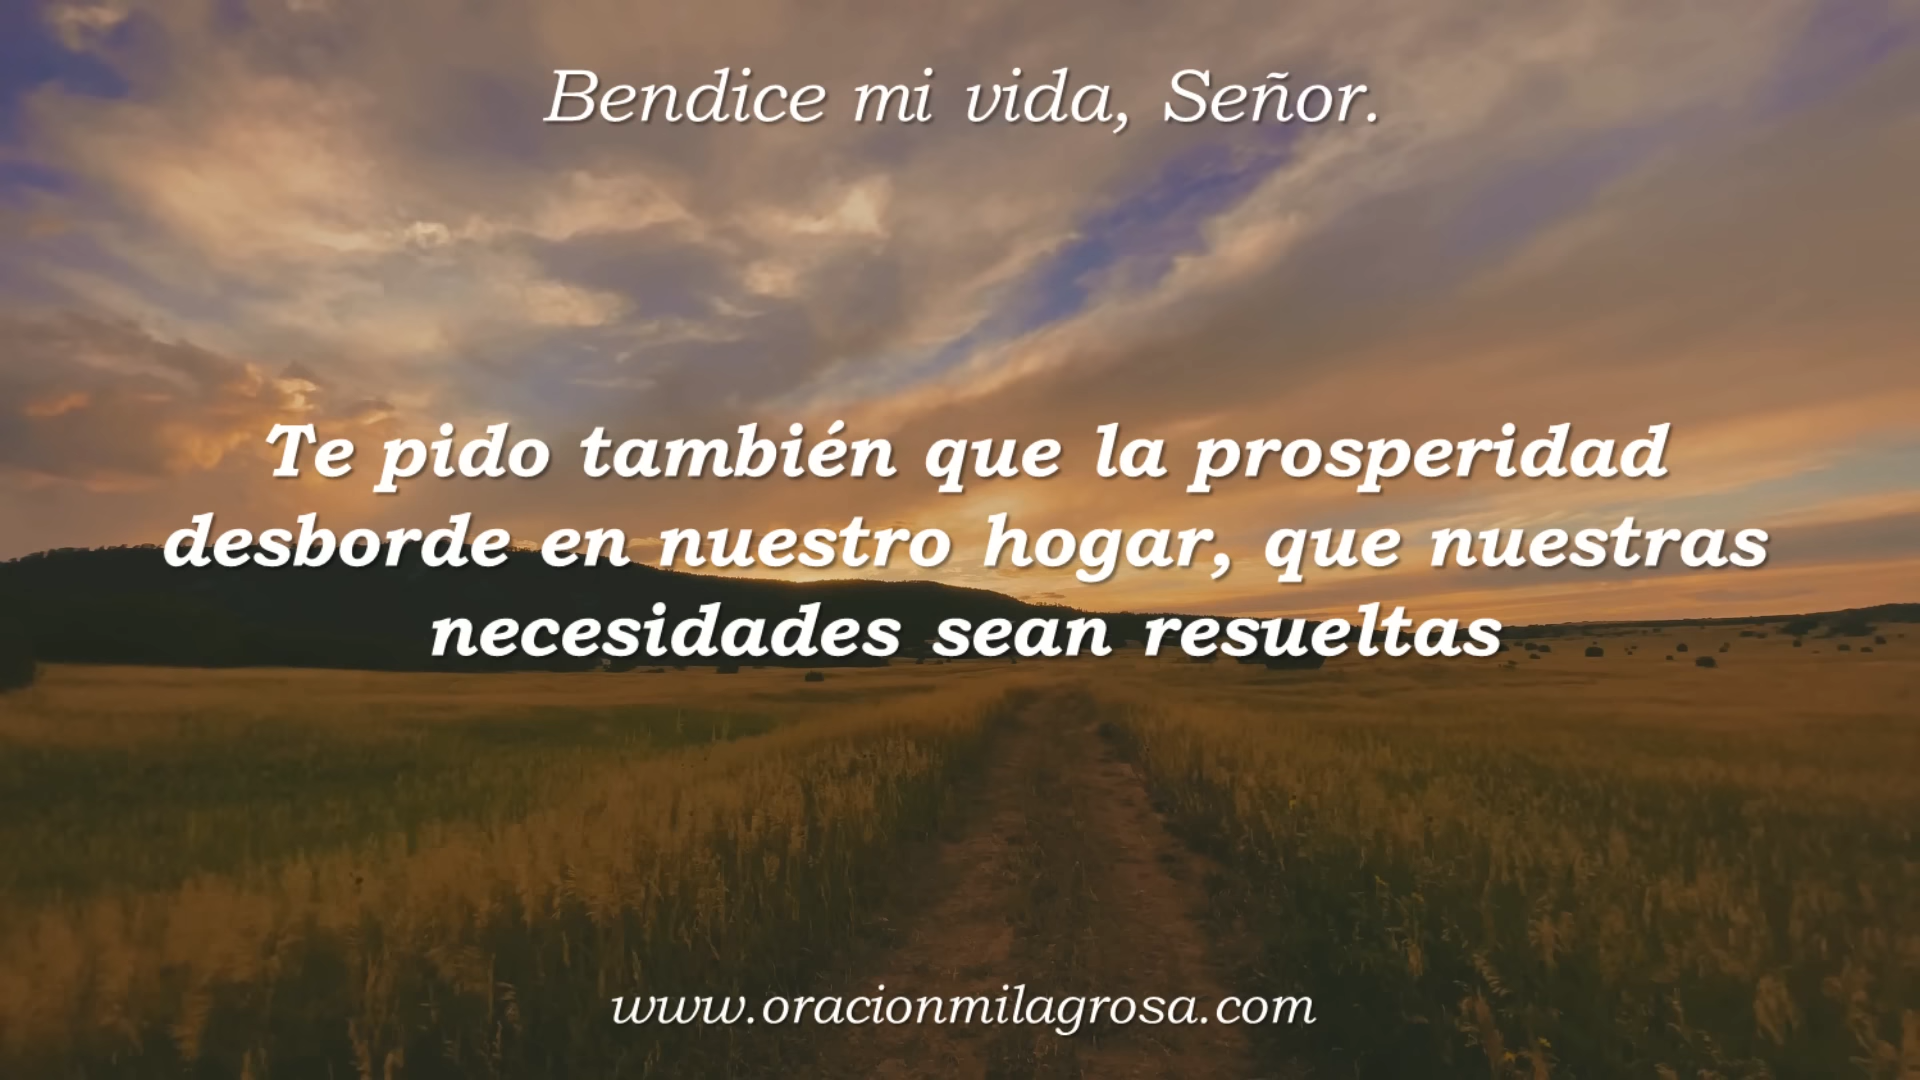 Bendice mi vida, Señor.
Te pido también que la prosperidad
desborde en nuestro hogar, que nuestras
necesidades sean resueltas
www.oracionmilagrosa.com